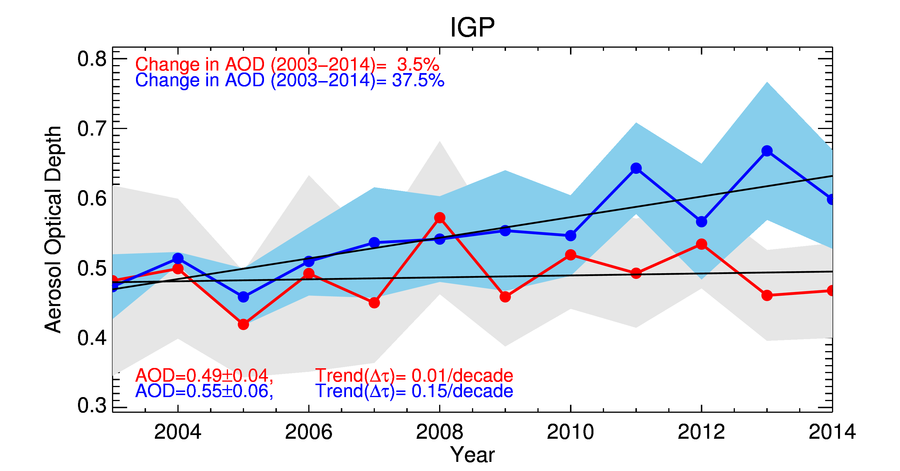 IGP
Change in AOD (2003−2014)= 3.5%
Change in AOD (2003−2014)= 37.5%
0.8
0.7
0.6
0.5
0.4
0.3
Aerosol Optical Depth
AOD=0.49±0.04, Trend(Δτ)= 0.01/decade
AOD=0.55±0.06, Trend(Δτ)= 0.15/decade
2004 2006 2008 2010 2012 2014
Year